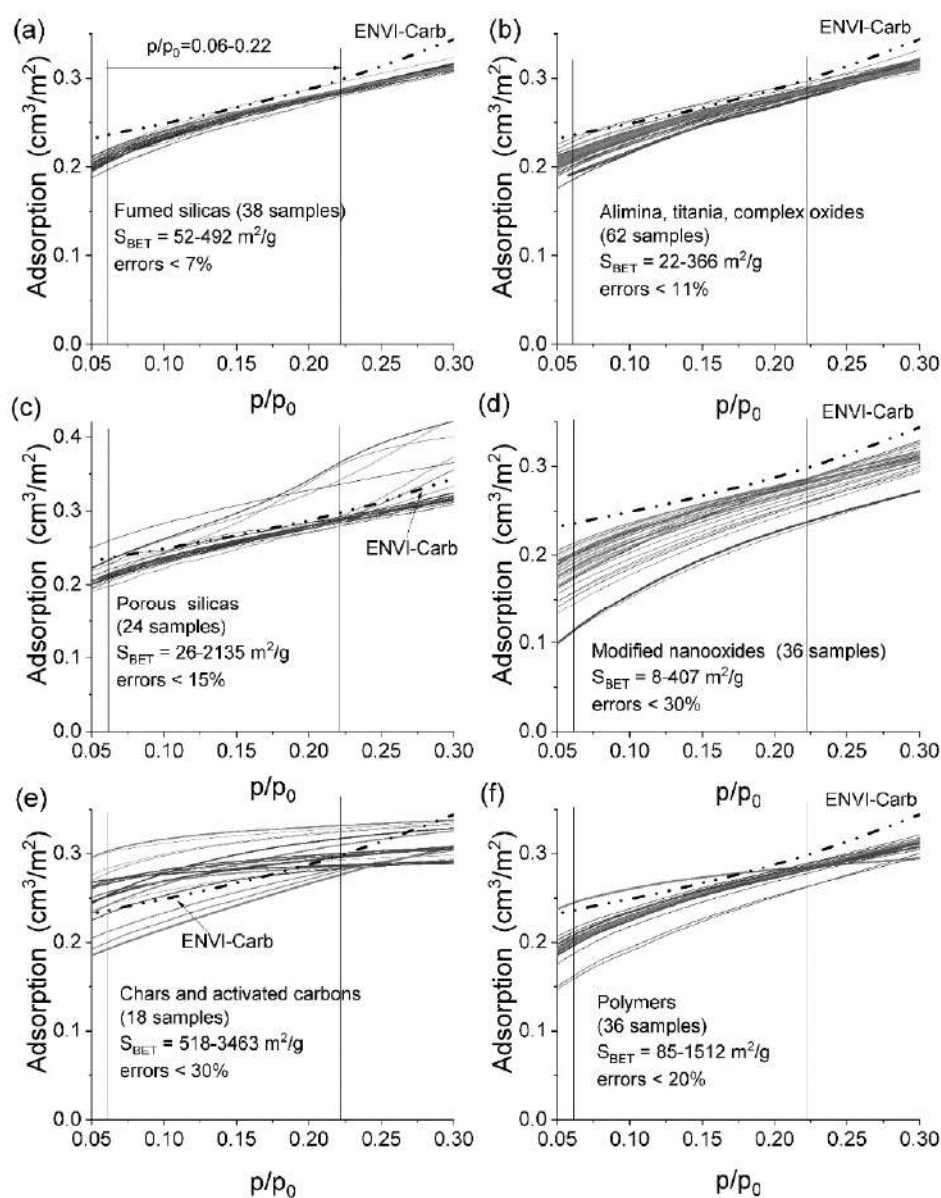 (a)
ENVI-Carb
p/p₀=0.06-0.22
0.3
0.2
0.1
0.0
Adsorption (cm³/m²)
Fumed silicas (38 samples)
S_BET = 52-492 m²/g
errors < 7%
0.05 0.10 0.15 0.20 0.25 0.30
p/p₀
(b)
ENVI-Carb
0.3
0.2
0.1
0.0
Adsorption (cm³/m²)
Alimina, titania, complex oxides
(62 samples)
S_BET = 22-366 m²/g
errors < 11%
0.05 0.10 0.15 0.20 0.25 0.30
p/p₀
(c)
0.4
0.3
0.2
0.1
0.0
Adsorption (cm³/m²)
ENVI-Carb
Porous silicas
(24 samples)
S_BET = 26-2135 m²/g
errors < 15%
0.05 0.10 0.15 0.20 0.25 0.30
p/p₀
(d)
ENVI-Carb
0.3
0.2
0.1
0.0
Adsorption (cm³/m²)
Modified nanooxides (36 samples)
S_BET = 8-407 m²/g
errors < 30%
0.05 0.10 0.15 0.20 0.25 0.30
p/p₀
(e)
0.3
0.2
0.1
0.0
Adsorption (cm³/m²)
ENVI-Carb
Chars and activated carbons
(18 samples)
S_BET = 518-3463 m²/g
errors < 30%
0.05 0.10 0.15 0.20 0.25 0.30
p/p₀
(f)
ENVI-Carb
0.3
0.2
0.1
0.0
Adsorption (cm³/m²)
Polymers
(36 samples)
S_BET = 85-1512 m²/g
errors < 20%
0.05 0.10 0.15 0.20 0.25 0.30
p/p₀